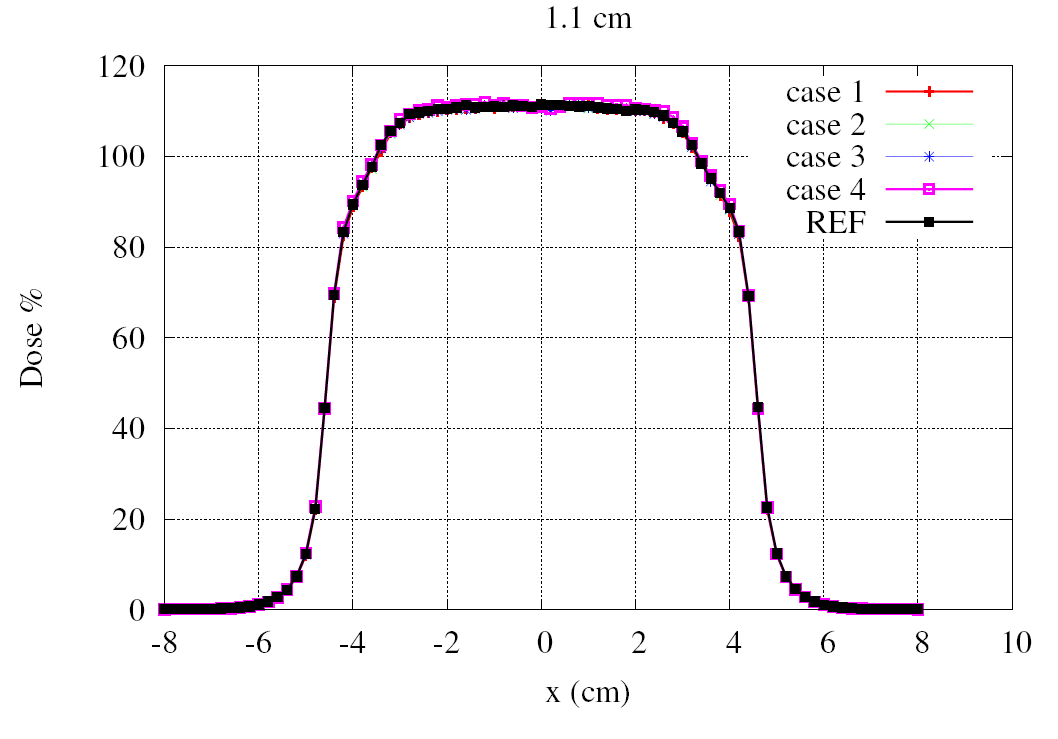 1.1 cm
120
100
80
60
40
20
0
Dose %
case 1
case 2
case 3
case 4
REF
-8 -6 -4 -2 0 2 4 6 8 10
x (cm)